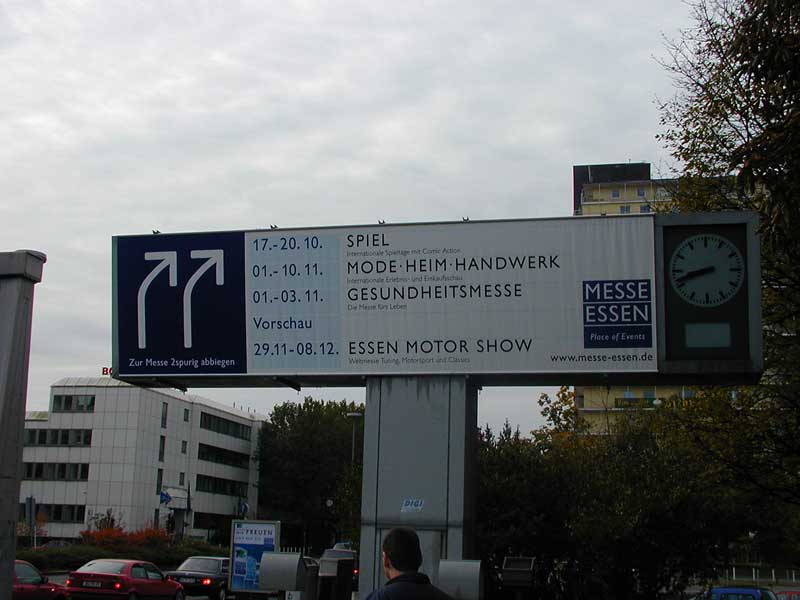 17.-20. 10. SPIEL
Internationale Spieltage mit Comic Action
01.-10. 11. MODE·HEIM·HANDWERK
Internationale Erlebnis- und Einkaufsschau
01.-03. 11. GESUNDHEITSMESSE
Die Messe fürs Leben
Vorschau
29.11-08.12. ESSEN MOTOR SHOW
Weltmesse Tuning, Motorsport und Classics
Zur Messe 2spurig abbiegen
MESSE
ESSEN
Place of Events
www.messe-essen.de
DIGI
FREUEN